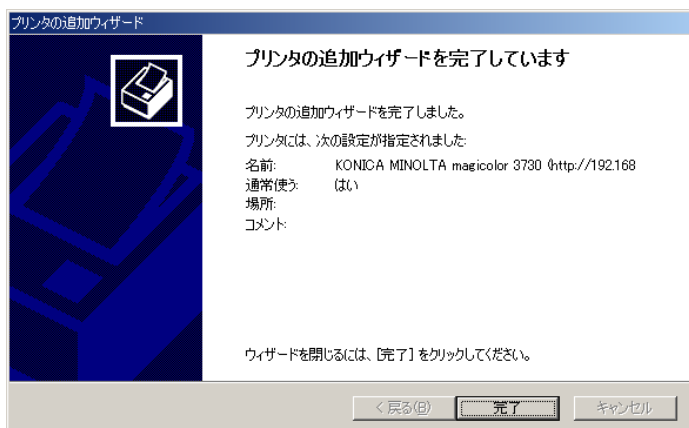 プリンタの追加ウィザード
プリンタの追加ウィザードを完了しています
プリンタの追加ウィザードを完了しました。
プリンタには、次の設定が指定されました:
名前: KONICA MINOLTA magicolor 3730 (http://192.168
通常使う: はい
場所:
コメント:
ウィザードを閉じるには、[完了] をクリックしてください。
< 戻る(B) 完了 キャンセル